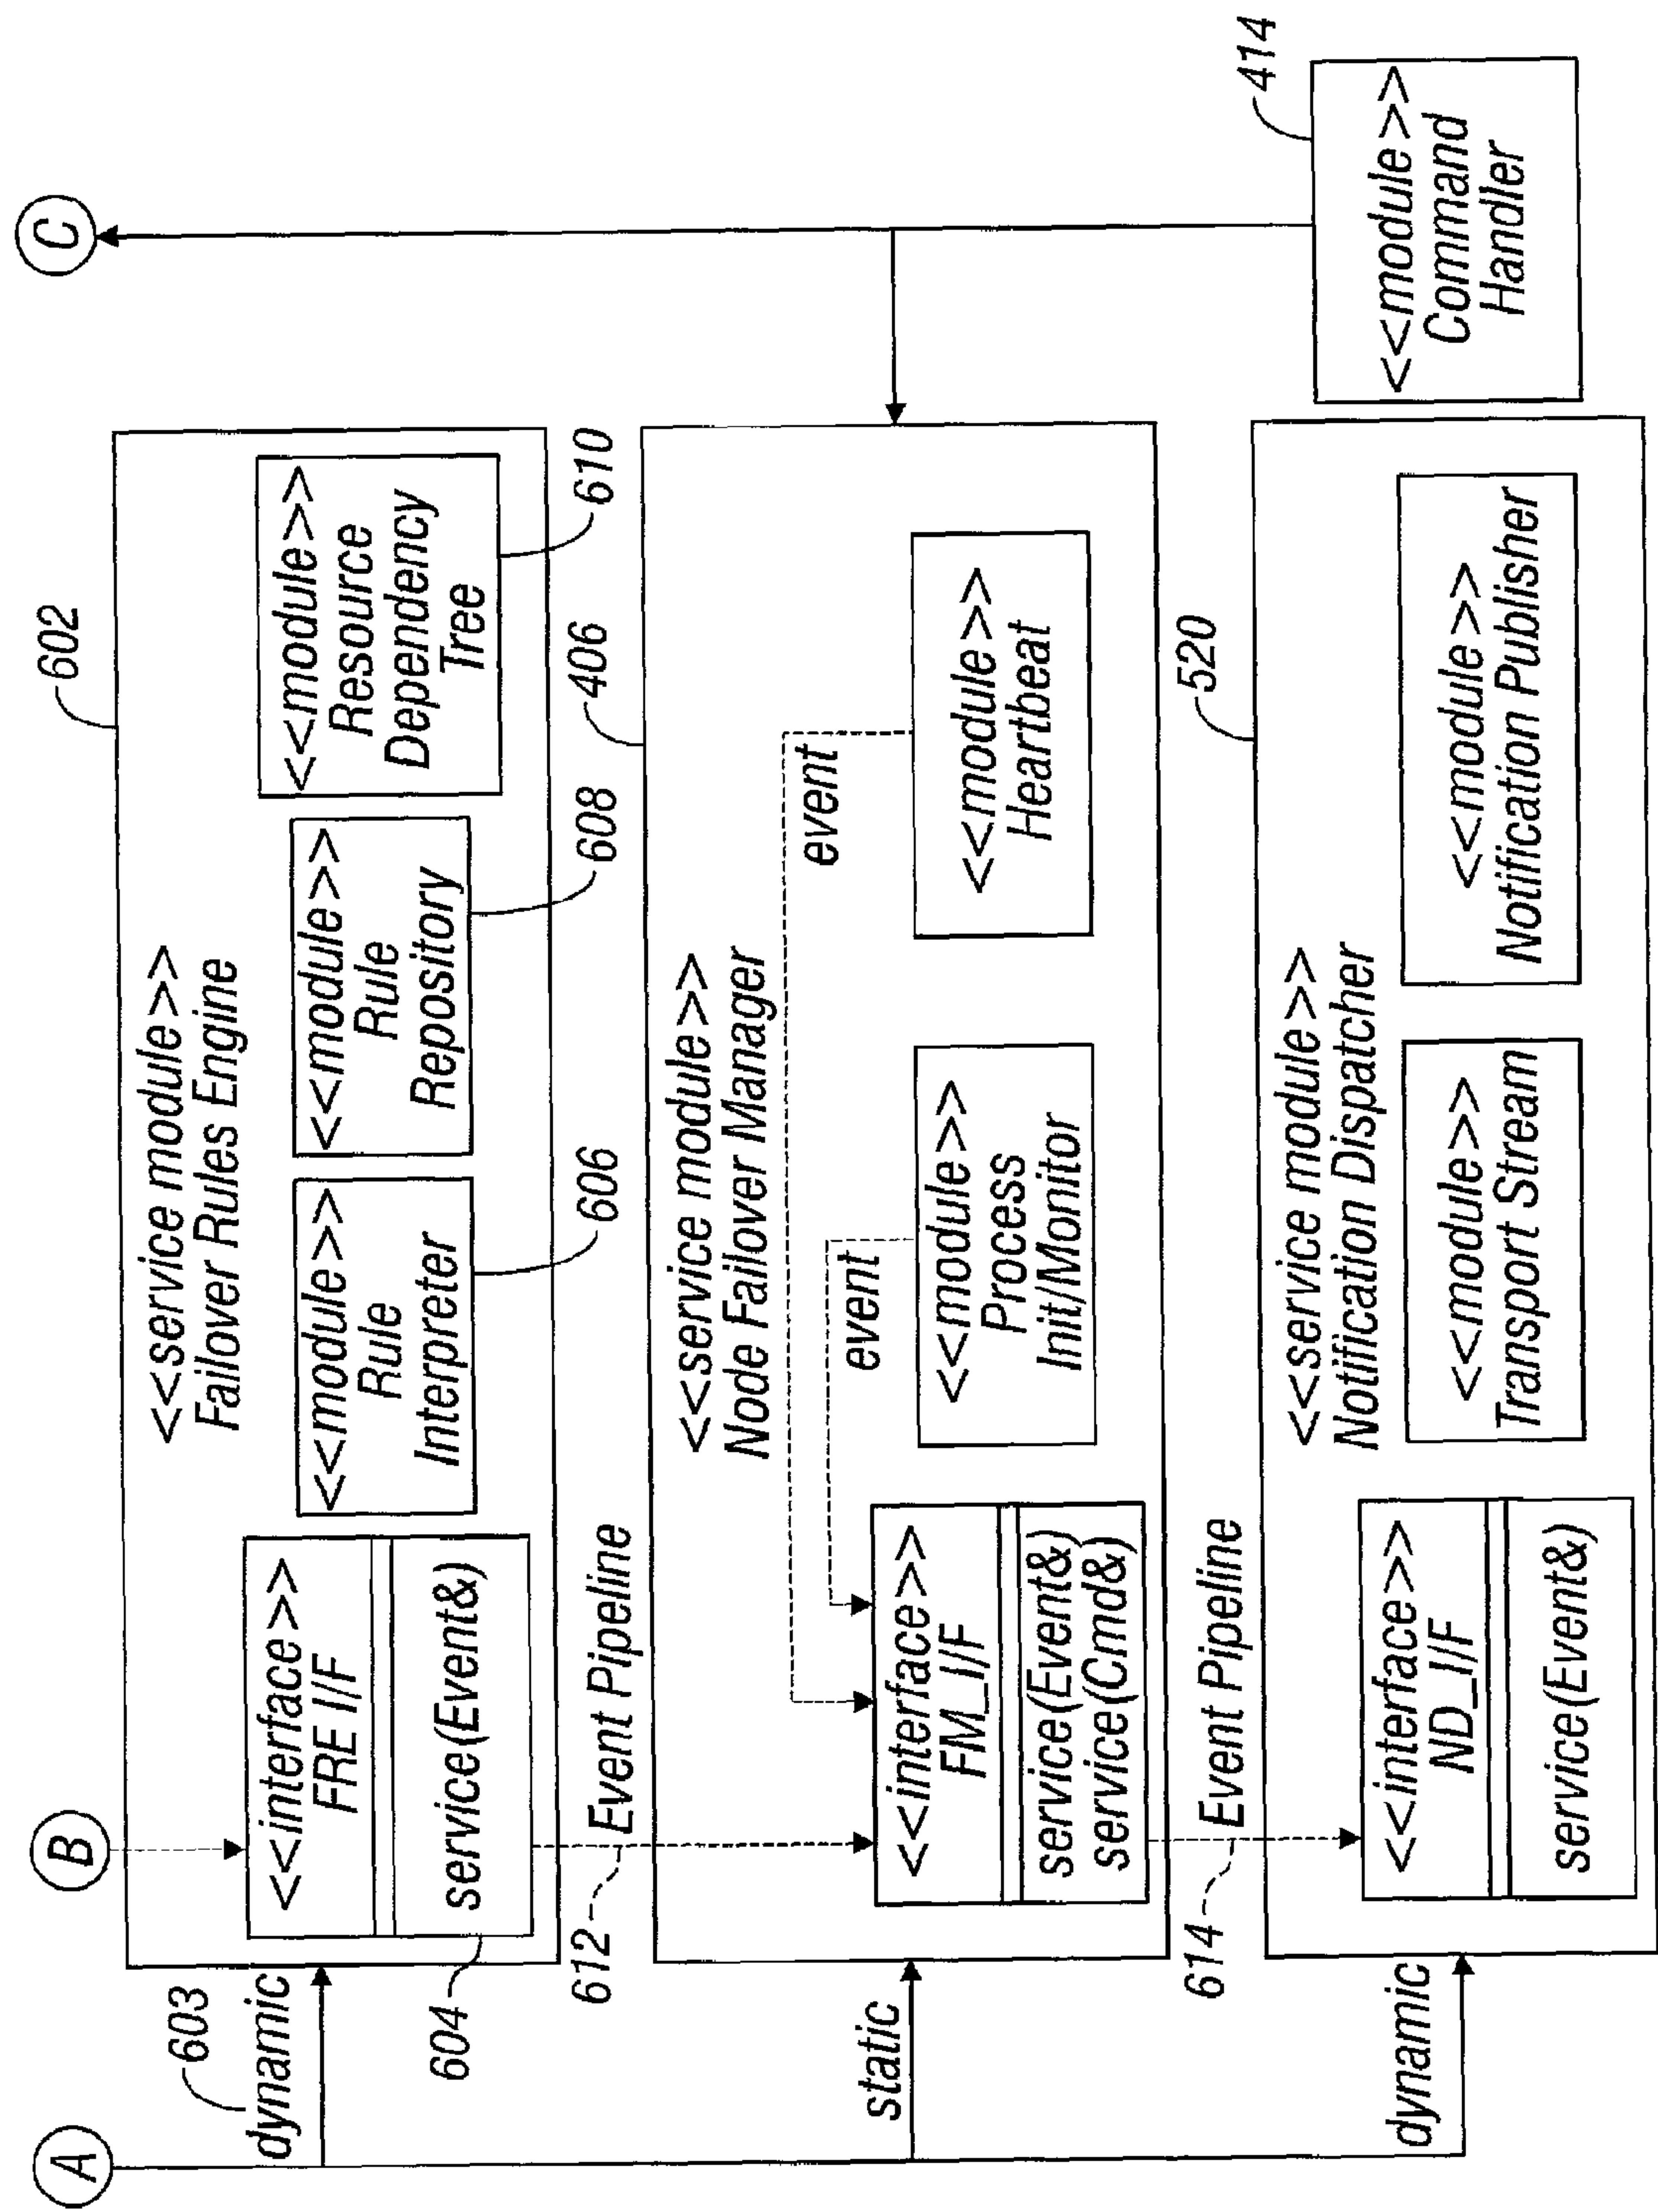 A
B
C
603
dynamic
602
<<service module>>
Failover Rules Engine
<<interface>>
FRE I/F
service(Event&)
604
<<module>>
Rule
Interpreter
606
<<module>>
Rule
Repository
608
<<module>>
Resource
Dependency
Tree
610
612
Event Pipeline
static
406
<<service module>>
Node Failover Manager
event
event
<<interface>>
FM_I/F
service(Event&)
service(Cmd&)
<<module>>
Process
Init/Monitor
<<module>>
Heartbeat
614
Event Pipeline
dynamic
520
<<service module>>
Notification Dispatcher
<<interface>>
ND_I/F
service(Event&)
<<module>>
Transport Stream
<<module>>
Notification Publisher
414
<<module>>
Command
Handler